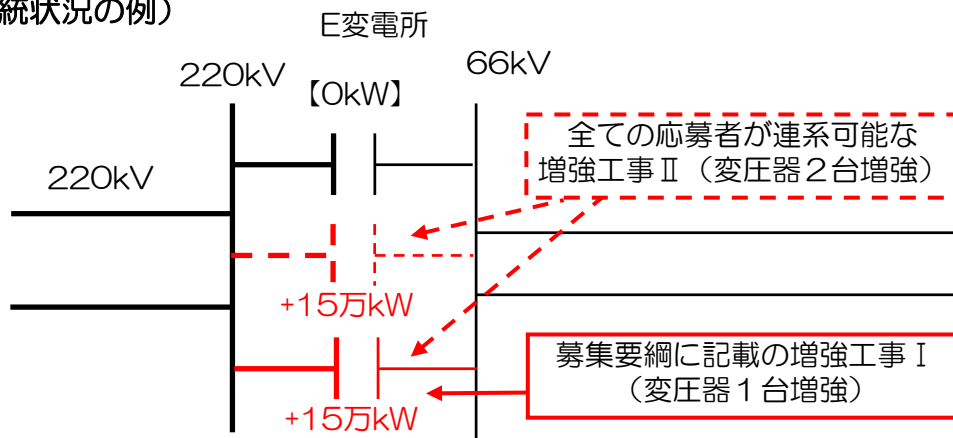 統状況の例）
E変電所
220kV
66kV
【0kW】
全ての応募者が連系可能な
増強工事Ⅱ（変圧器２台増強）
220kV
+15万kW
募集要綱に記載の増強工事Ⅰ
（変圧器１台増強）
+15万kW